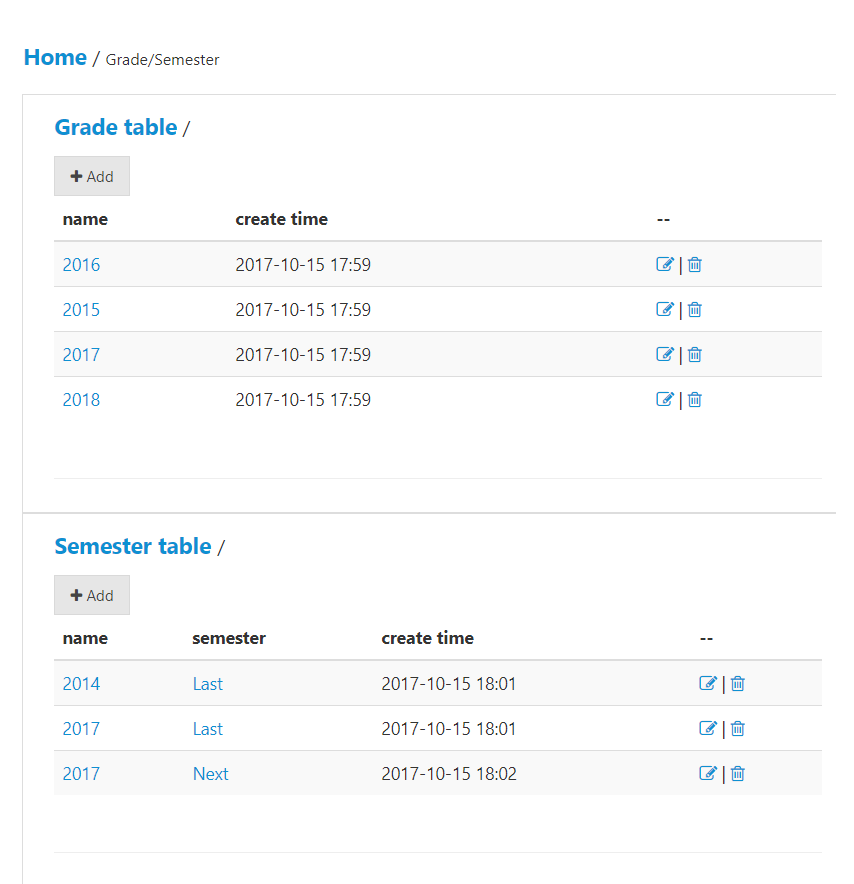 Home / Grade/Semester
Grade table /
Add
name create time --
2016 2017-10-15 17:59 |
2015 2017-10-15 17:59 |
2017 2017-10-15 17:59 |
2018 2017-10-15 17:59 |
Semester table /
Add
name semester create time --
2014 Last 2017-10-15 18:01 |
2017 Last 2017-10-15 18:01 |
2017 Next 2017-10-15 18:02 |